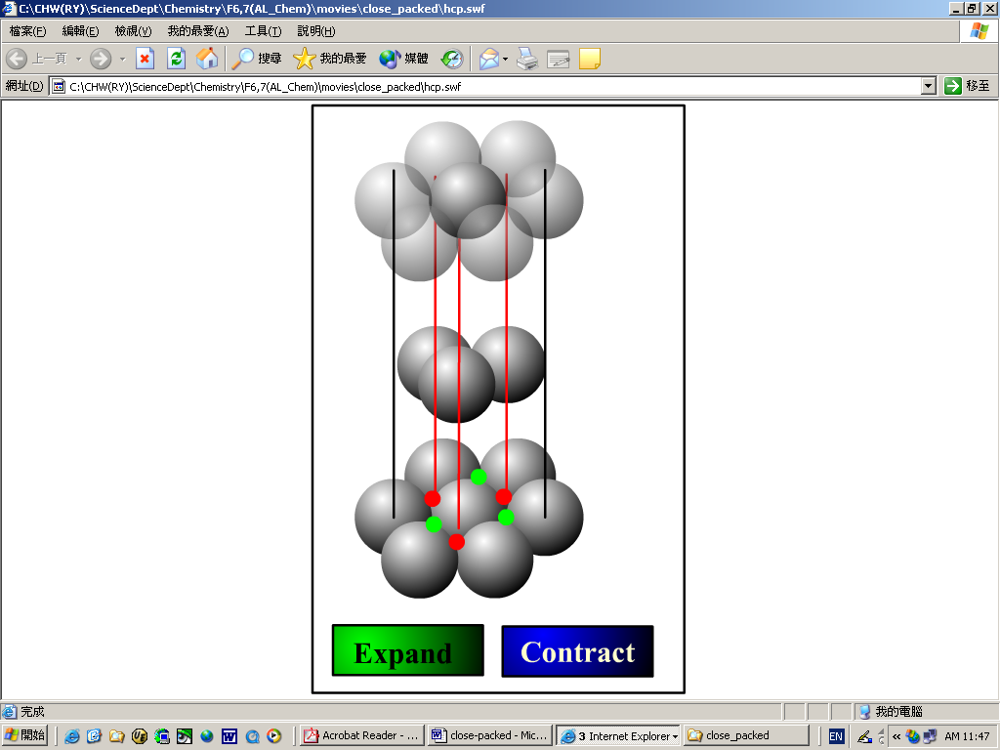 C:\CHW(RY)\ScienceDept\Chemistry\F6,7(AL_Chem)\movies\close_packed\hcp.swf
檔案(F) 編輯(E) 檢視(V) 我的最愛(A) 工具(T) 說明(H)
上一頁 搜尋 我的最愛 媒體
網址(D) C:\CHW(RY)\ScienceDept\Chemistry\F6,7(AL_Chem)\movies\close_packed\hcp.swf 移至
Expand Contract
完成 我的電腦
開始 Acrobat Reader - ... close-packed - Mic... 3 Internet Explorer close_packed EN « AM 11:47